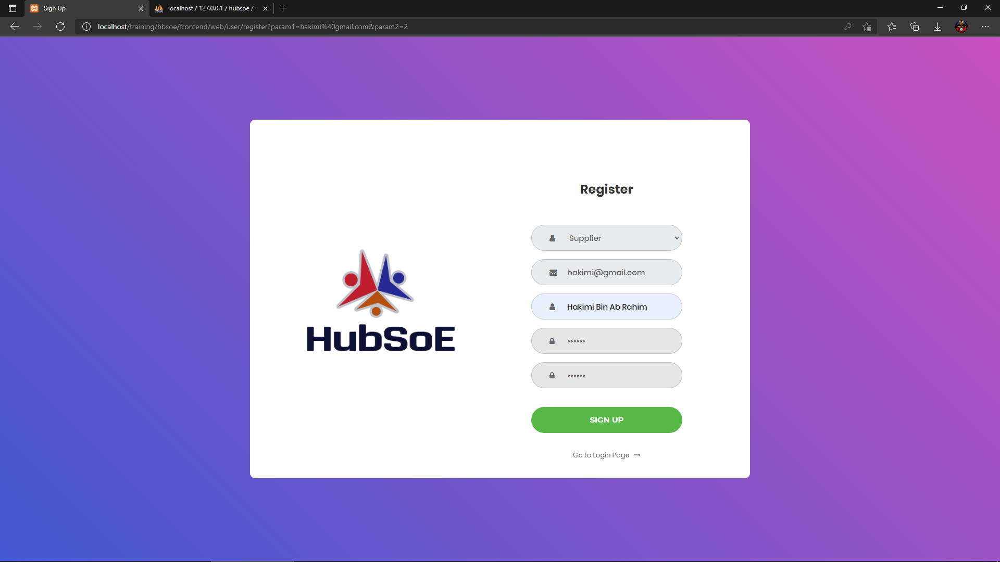 Sign Up
localhost / 127.0.0.1 / hubsoe /
localhost/training/hbsoe/frontend/web/user/register?param1=hakimi%40gmail.com&param2=2
Register
Supplier
hakimi@gmail.com
Hakimi Bin Ab Rahim
••••••
••••••
HubSoE
SIGN UP
Go to Login Page →